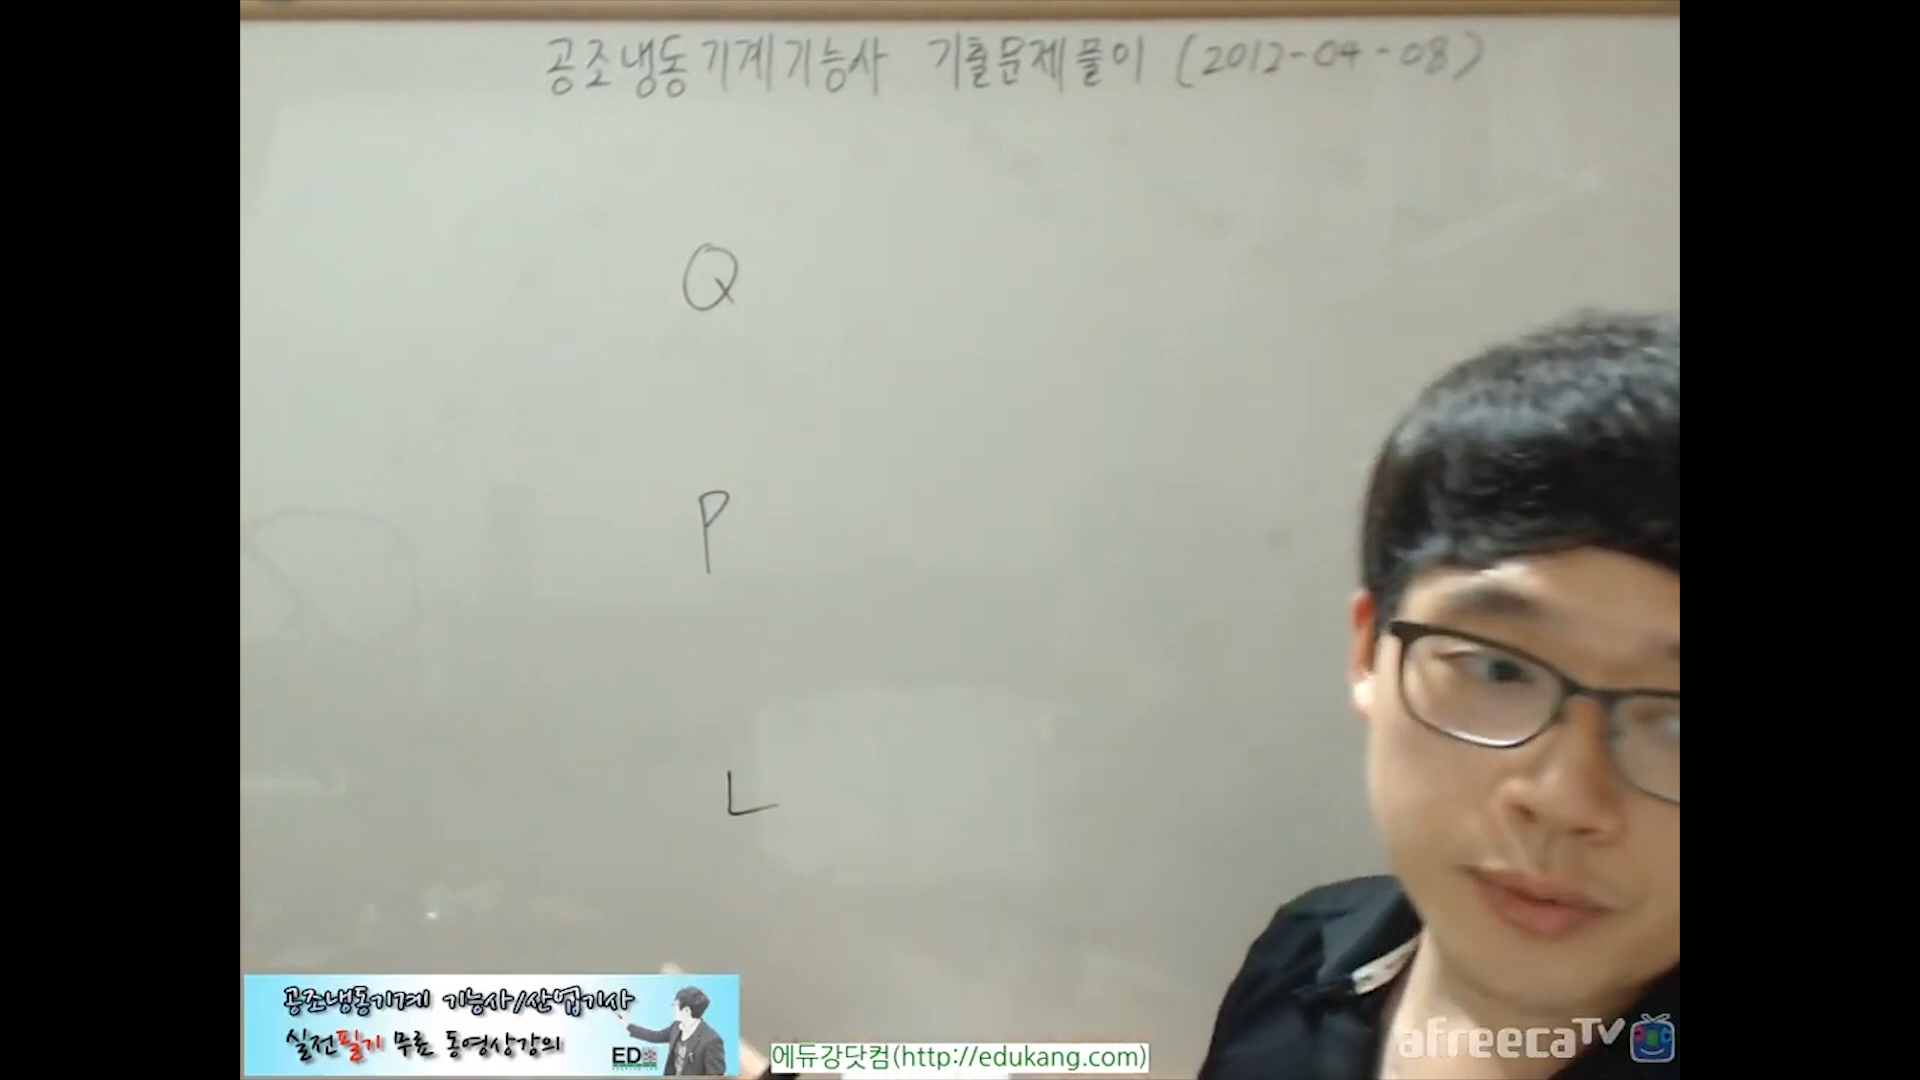 공조냉동기계기능사 기출문제풀이 (2012-04-08)
Q
P
L
공조냉동기계 기능사/산업기사
실전필기 무료 동영상강의
EDU
에듀강닷컴(http://edukang.com)
afreecaTV